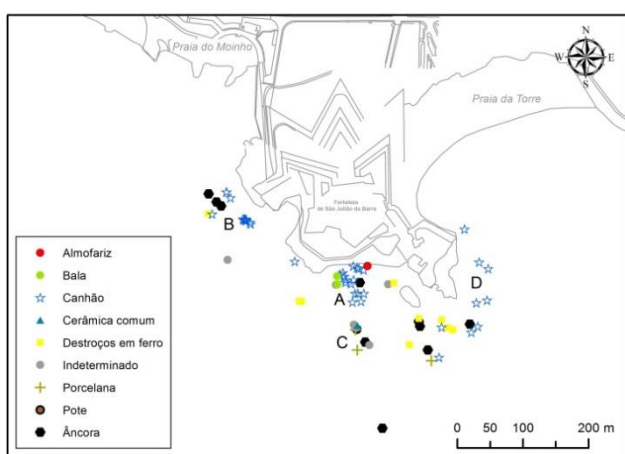 Praia do Moinho
N
W
E
S
Praia da Torre
Fortaleza
de São Julião da Barra
B
A
D
C
Almofariz
Bala
Canhão
Cerâmica comum
Destroços em ferro
Indeterminado
Porcelana
Pote
Âncora
0 50 100 200 m